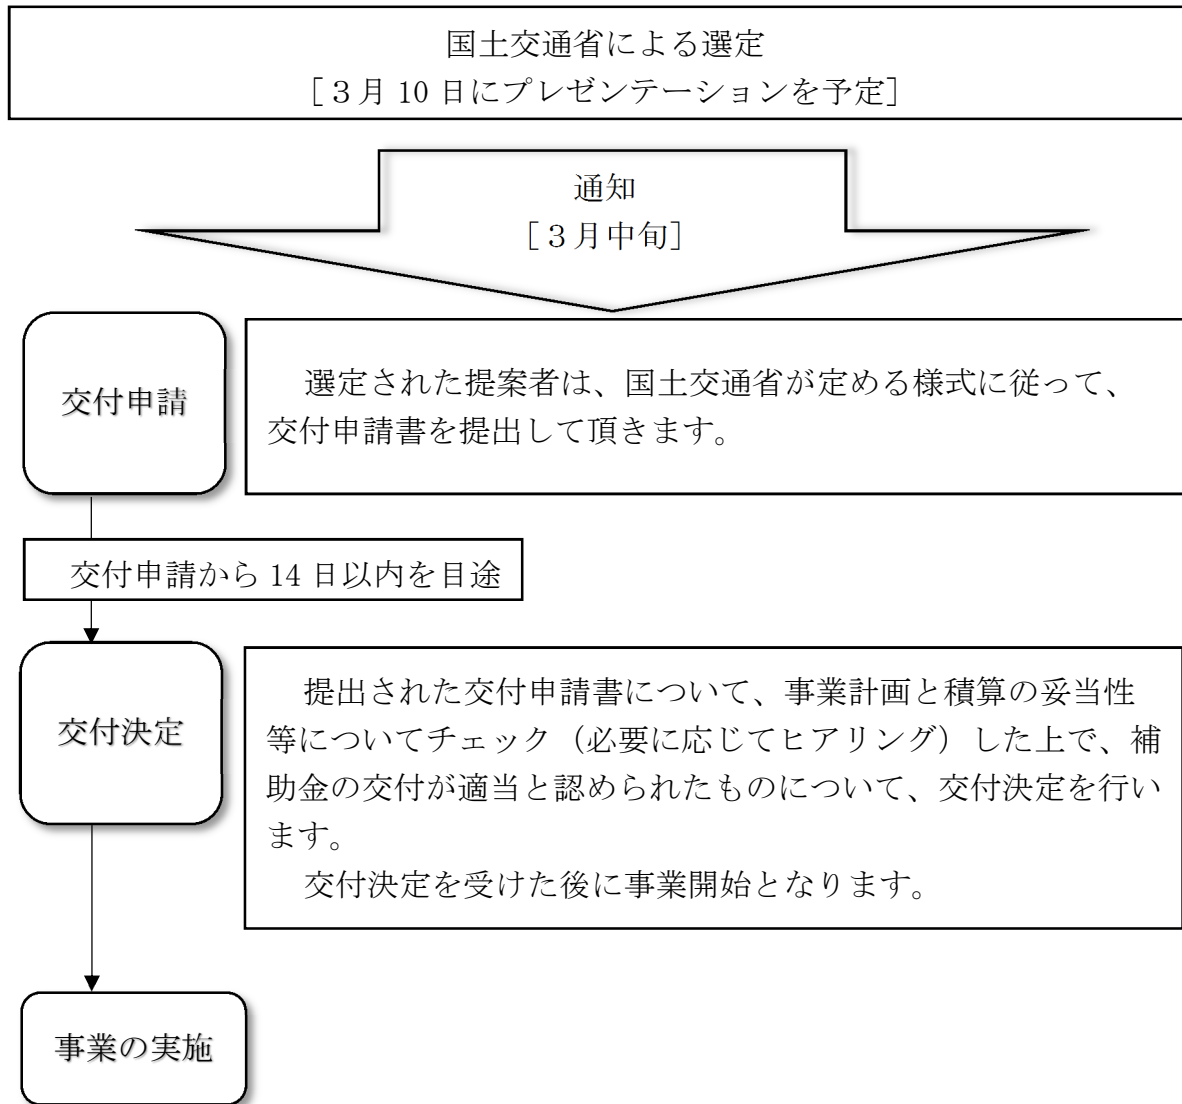 国土交通省による選定
［３月 10 日にプレゼンテーションを予定］
通知
［３月中旬］
交付申請
選定された提案者は、国土交通省が定める様式に従って、
交付申請書を提出して頂きます。
交付申請から 14 日以内を目途
交付決定
提出された交付申請書について、事業計画と積算の妥当性
等についてチェック（必要に応じてヒアリング）した上で、補
助金の交付が適当と認められたものについて、交付決定を行い
ます。
交付決定を受けた後に事業開始となります。
事業の実施